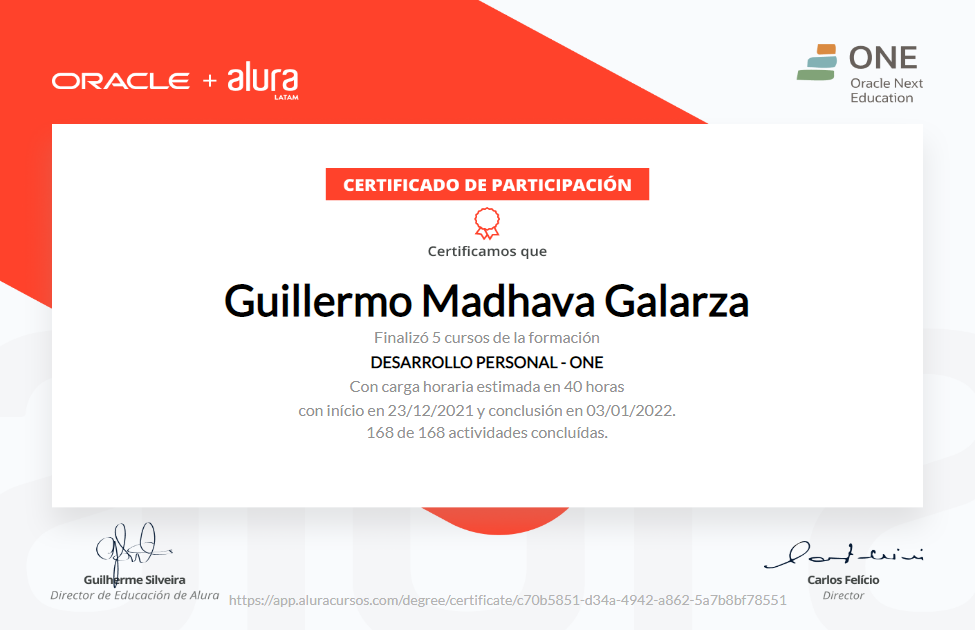 ORACLE + alura
LATAM
ONE
Oracle Next
Education
CERTIFICADO DE PARTICIPACIÓN
Certificamos que
Guillermo Madhava Galarza
Finalizó 5 cursos de la formación
DESARROLLO PERSONAL - ONE
Con carga horaria estimada en 40 horas
con início en 23/12/2021 y conclusión en 03/01/2022.
168 de 168 actividades concluídas.
Guilherme Silveira
Director de Educación de Alura
https://app.aluracursos.com/degree/certificate/c70b5851-d34a-4942-a862-5a7b8bf78551
Carlos Felício
Director